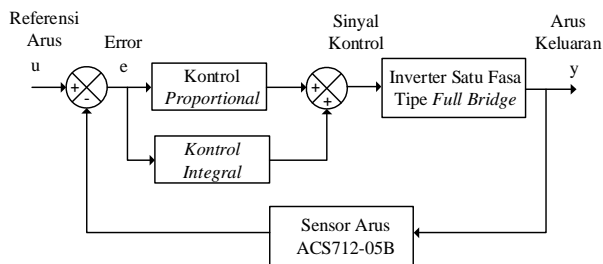 Referensi
Arus
u
Error
e
+
-
Kontrol
Proportional
Kontrol
Integral
Sinyal
Kontrol
+
+
Inverter Satu Fasa
Tipe Full Bridge
Arus
Keluaran
y
Sensor Arus
ACS712-05B